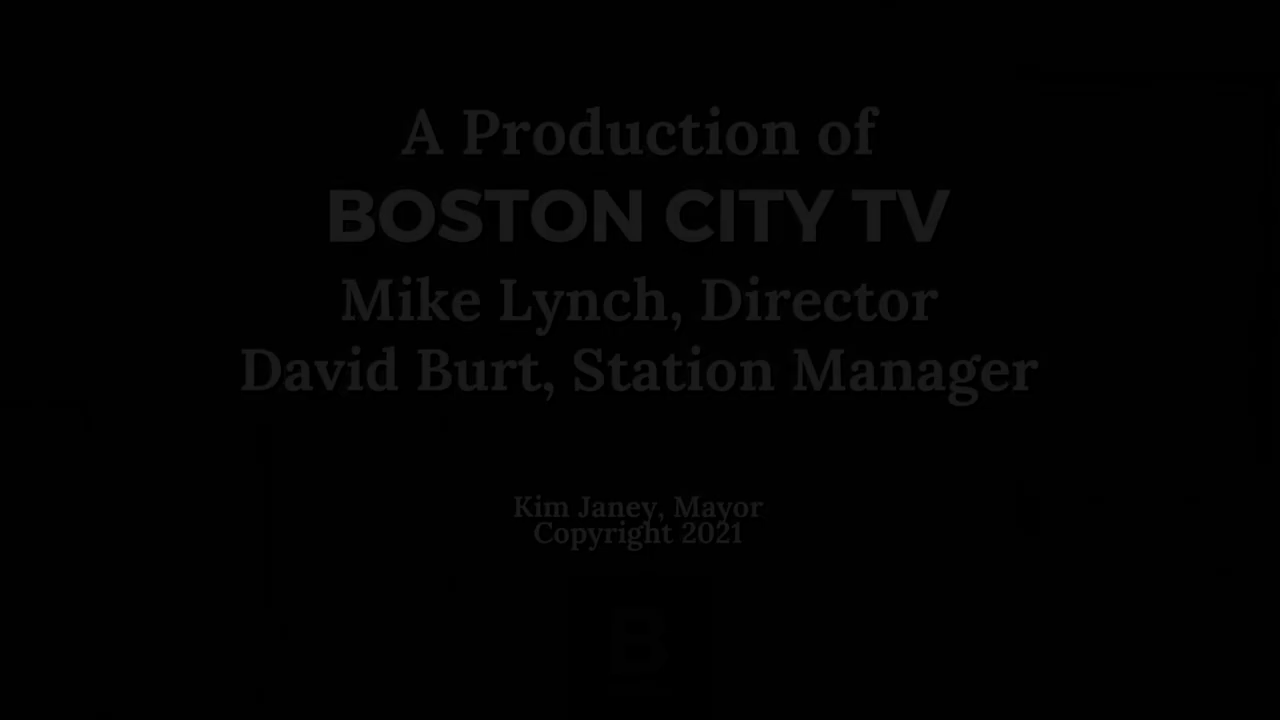 A Production of
BOSTON CITY TV
Mike Lynch, Director
David Burt, Station Manager
Kim Janey, Mayor
Copyright 2021
B